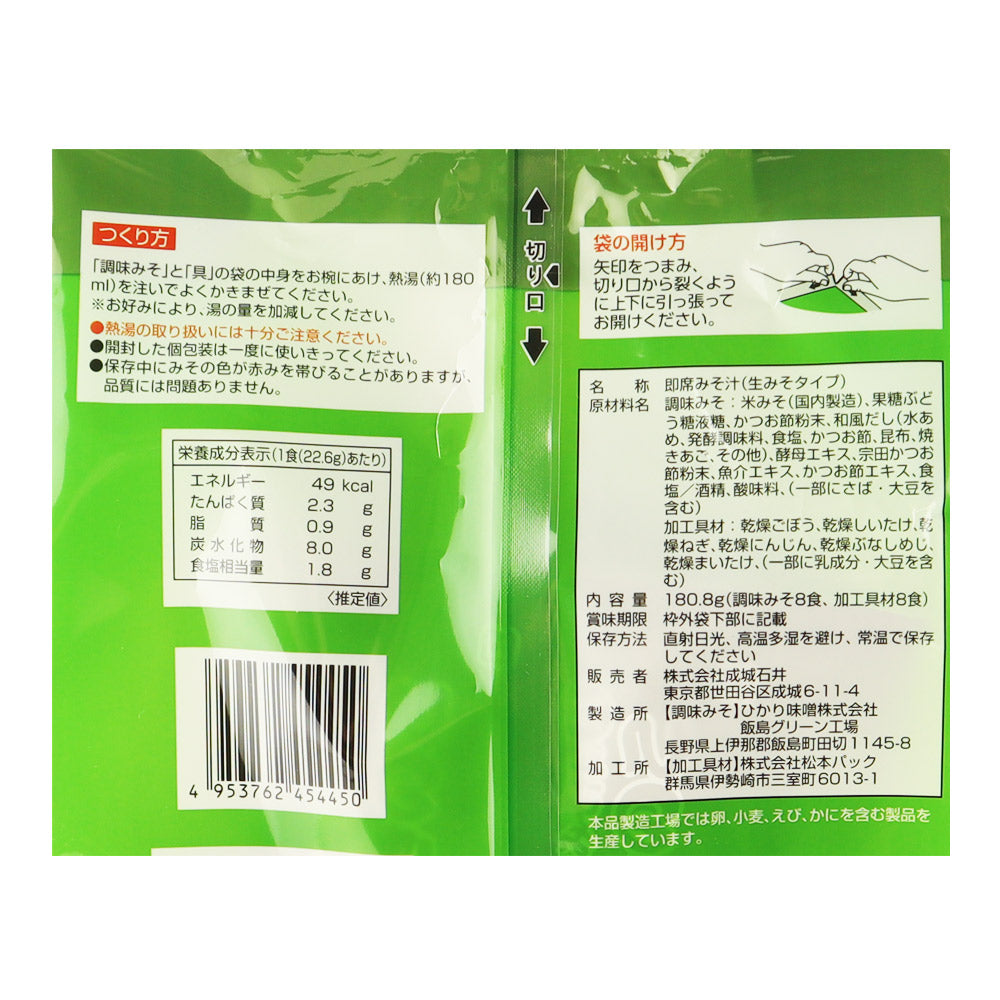 つくり方
「調味みそ」と「具」の袋の中身をお椀にあけ、熱湯(約180
ml)を注いでよくかきまぜてください。
※お好みにより、湯の量を加減してください。
●熱湯の取り扱いには十分ご注意ください。
●開封した個包装は一度に使いきってください。
●保存中にみその色が赤みを帯びることがありますが、
品質には問題ありません。
栄養成分表示(1食(22.6g)あたり)
エネルギー 49 kcal
たんぱく質 2.3 g
脂質 0.9 g
炭水化物 8.0 g
食塩相当量 1.8 g
〈推定値〉
4 953762 454450
切り口
袋の開け方
矢印をつまみ、
切り口から裂くよう
に上下に引っ張って
お開けください。
名称 即席みそ汁(生みそタイプ)
原材料名 調味みそ：米みそ(国内製造)、果糖ぶど
う糖液糖、かつお節粉末、和風だし(水あ
め、発酵調味料、食塩、かつお節、昆布、焼
きあご、その他)、酵母エキス、宗田かつお
節粉末、魚介エキス、かつお節エキス、食
塩／酒精、酸味料、(一部にさば・大豆を
含む)
加工具材：乾燥ごぼう、乾燥しいたけ、乾
燥ねぎ、乾燥にんじん、乾燥ぶなしめじ、
乾燥まいたけ、(一部に乳成分・大豆を含
む)
内容量 180.8g(調味みそ8食、加工具材8食)
賞味期限 枠外袋下部に記載
保存方法 直射日光、高温多湿を避け、常温で保存
してください
販売者 株式会社成城石井
東京都世田谷区成城6-11-4
製造所 【調味みそ】ひかり味噌株式会社
飯島グリーン工場
長野県上伊那郡飯島町田切1145-8
加工所 【加工具材】株式会社松本パック
群馬県伊勢崎市三室町6013-1
本品製造工場では卵、小麦、えび、かにを含む製品を
生産しています。